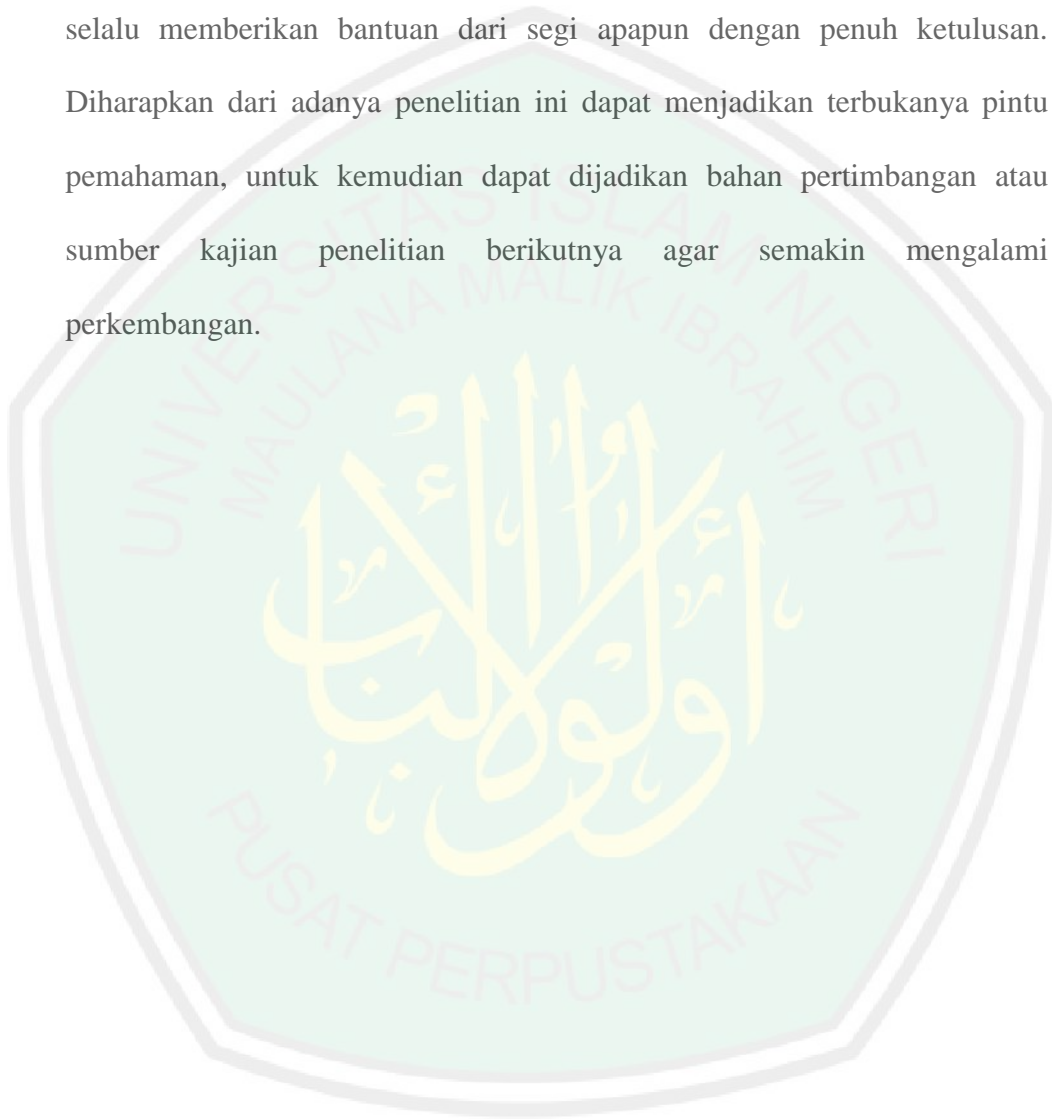 selalu memberikan bantuan dari segi apapun dengan penuh ketulusan.
Diharapkan dari adanya penelitian ini dapat menjadikan terbukanya pintu
pemahaman, untuk kemudian dapat dijadikan bahan pertimbangan atau
sumber kajian penelitian berikutnya agar semakin mengalami
perkembangan.
UNIVERSITAS ISLAM NEGERI
MAULANA MALIK IBRAHIM
أولوا الألباب
PUSAT PERPUSTAKAAN